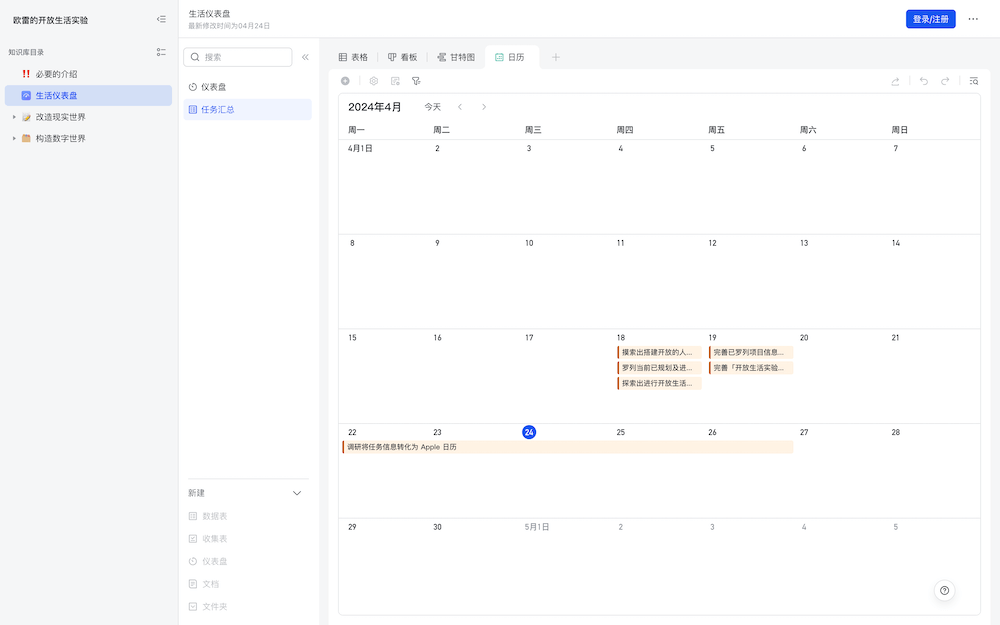 欧雷的开放生活实验
知识库目录
必要的介绍
生活仪表盘
改造现实世界
构造数字世界
生活仪表盘
最新修改时间为04月24日
登录/注册
搜索
仪表盘
任务汇总
新建
数据表
收集表
仪表盘
文档
文件夹
表格
看板
甘特图
日历
2024年4月
今天
周一 周二 周三 周四 周五 周六 周日
4月1日 2 3 4 5 6 7
8 9 10 11 12 13 14
15 16 17 18 19 20 21
摸索出搭建开放的人... 完善已罗列项目信息...
罗列当前已规划及进... 完善「开放生活实验...
探索出进行开放生活...
22 23 24 25 26 27 28
调研将任务信息转化为 Apple 日历
29 30 5月1日 2 3 4 5